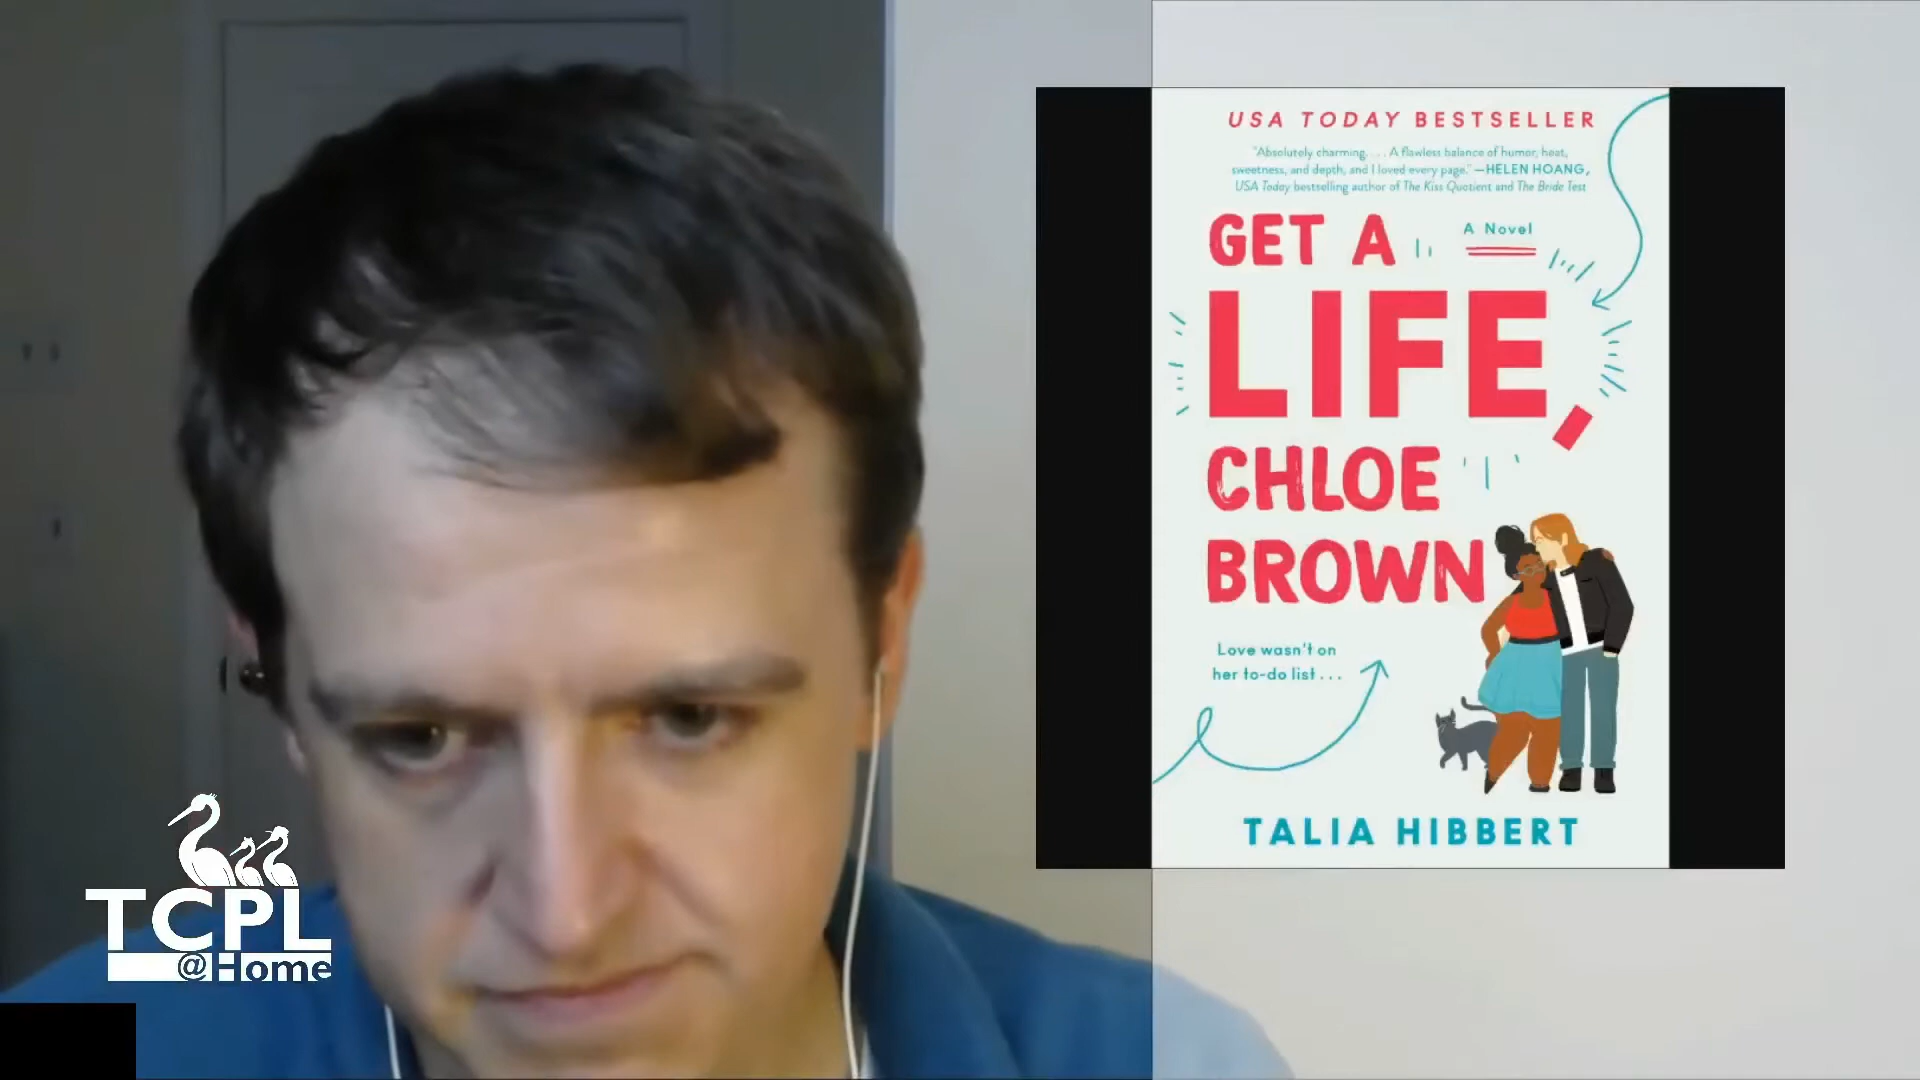 USA TODAY BESTSELLER
"Absolutely charming. . . . A flawless balance of humor, heat,
sweetness, and depth, and I loved every page." —HELEN HOANG,
USA Today bestselling author of The Kiss Quotient and The Bride Test
GET A
A Novel
LIFE,
CHLOE
BROWN
Love wasn't on
her to-do list . . .
TALIA HIBBERT
TCPL
@Home